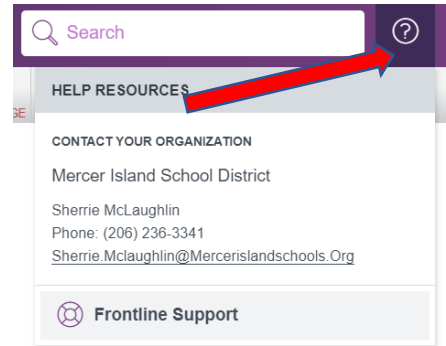 Search
?
HELP RESOURCES
GE
CONTACT YOUR ORGANIZATION
Mercer Island School District
Sherrie McLaughlin
Phone: (206) 236-3341
Sherrie.Mclaughlin@Mercerislandschools.Org
Frontline Support